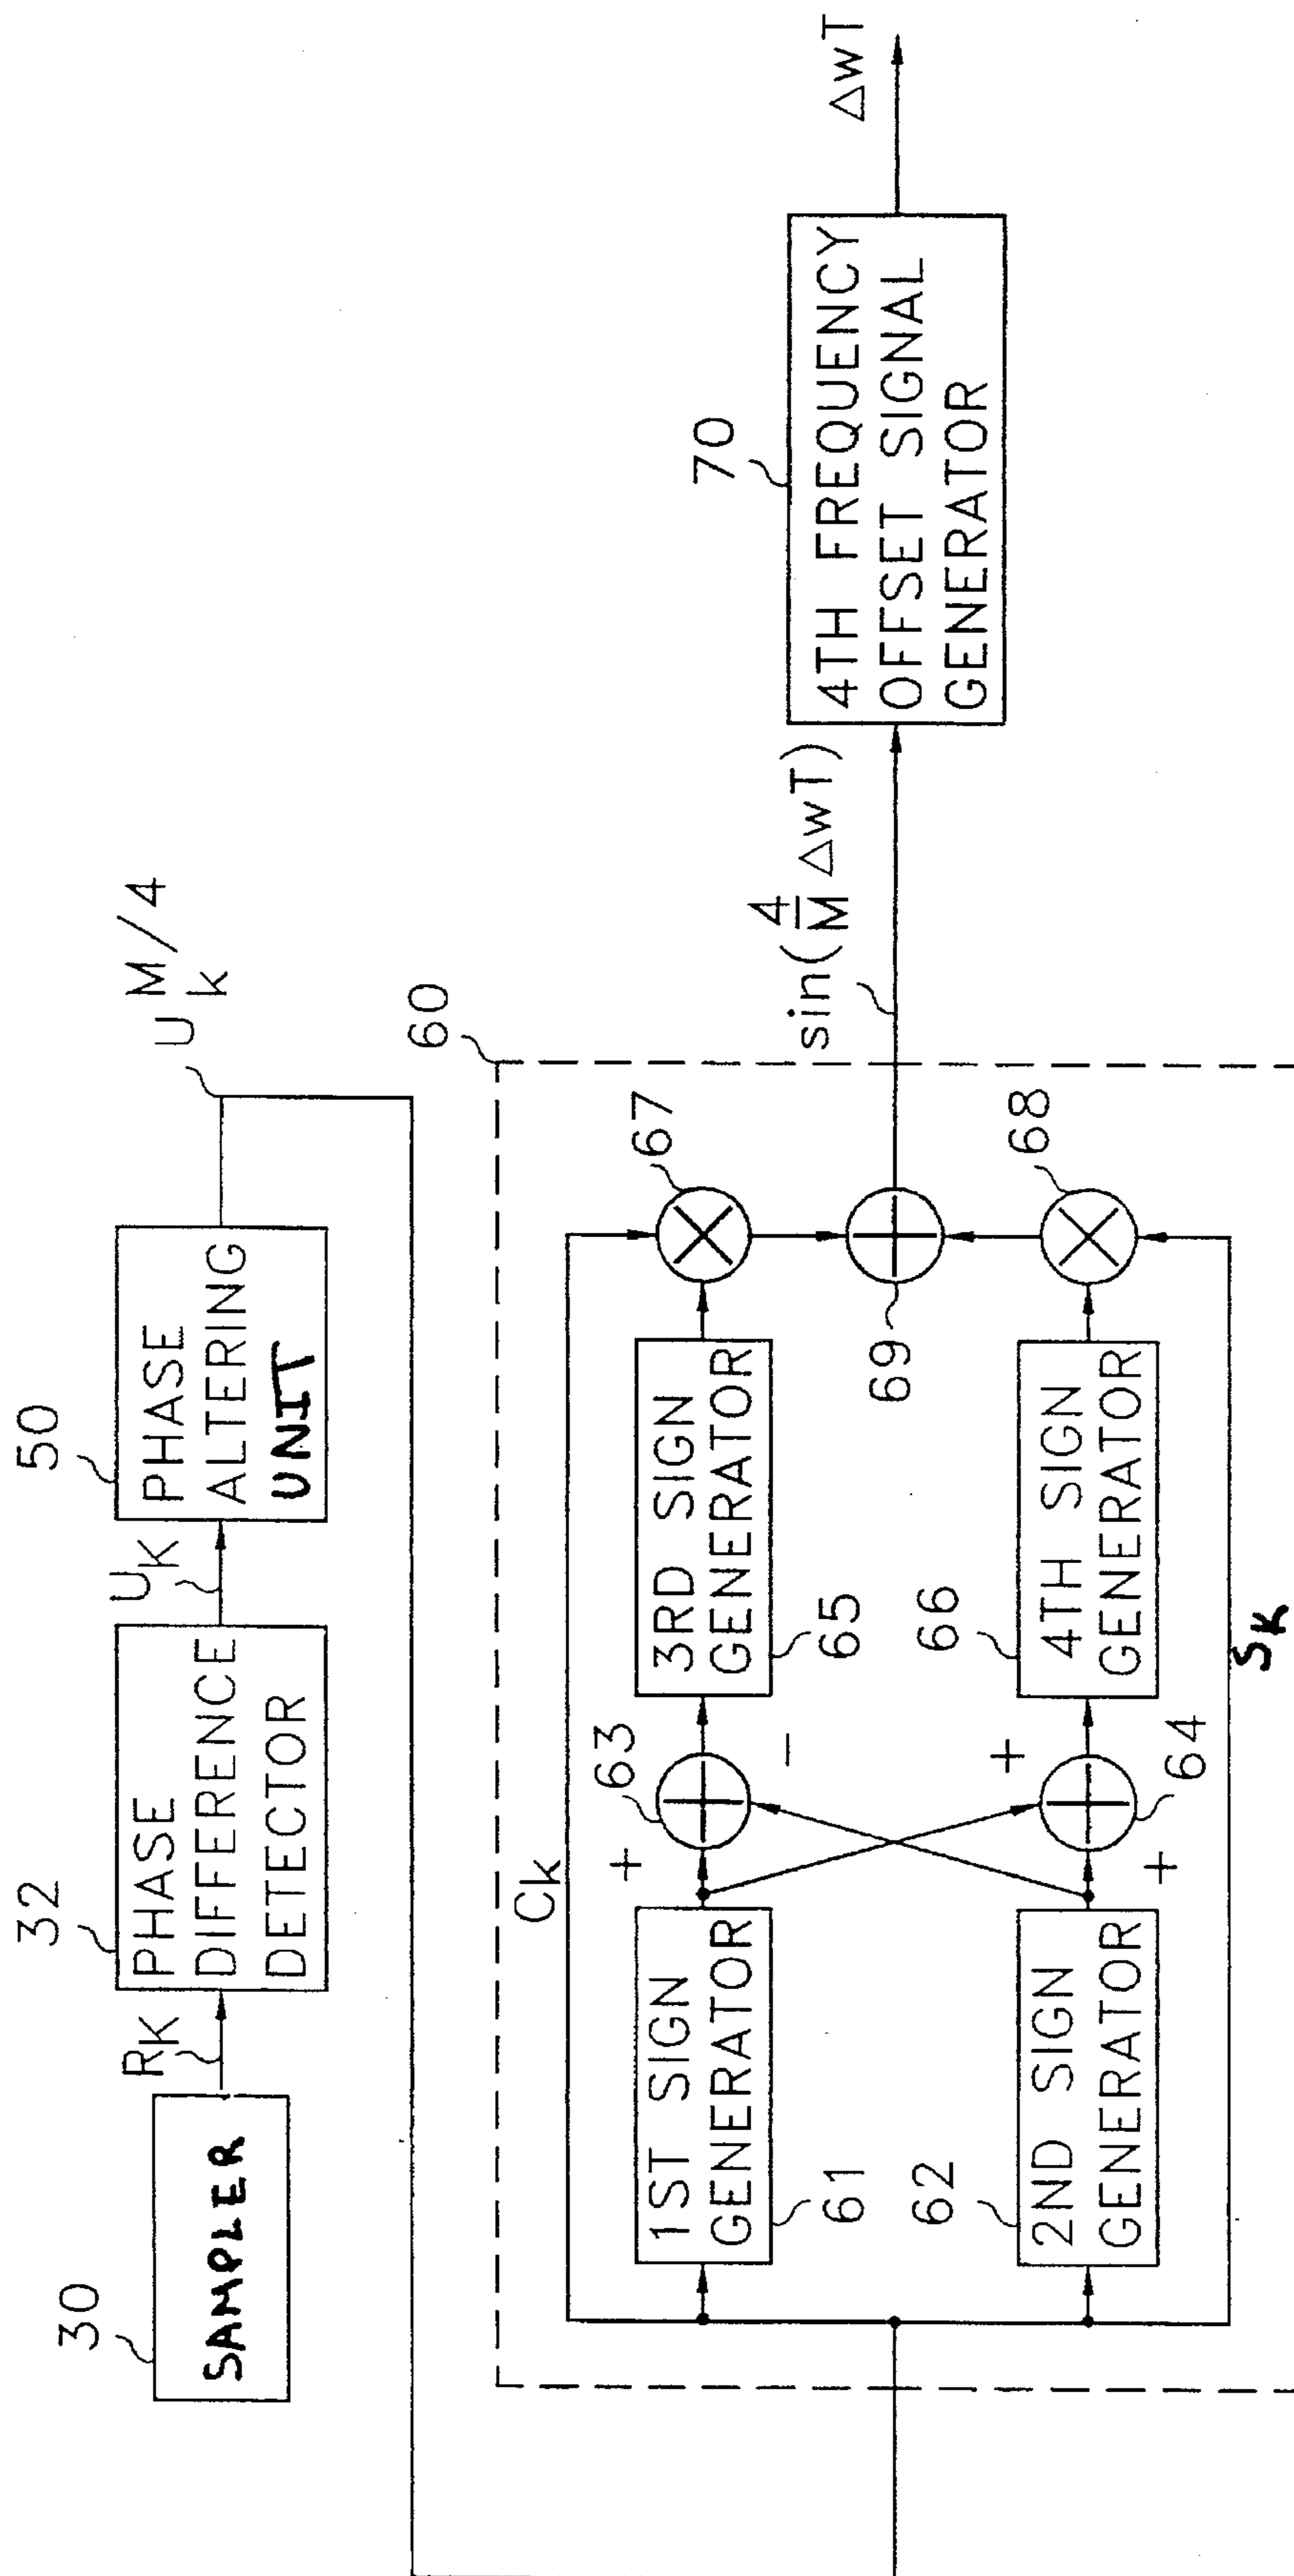 30
SAMPLER
R_K
32
PHASE
DIFFERENCE
DETECTOR
U_K
50
PHASE
ALTERING
UNIT
U_k^M/4
60
C_k
1ST SIGN
GENERATOR
61
+
63
−
3RD SIGN
GENERATOR
65
67
62
2ND SIGN
GENERATOR
+
+
64
66
4TH SIGN
GENERATOR
68
69
S_K
sin(4/M △wT)
70
4TH FREQUENCY
OFFSET SIGNAL
GENERATOR
△wT